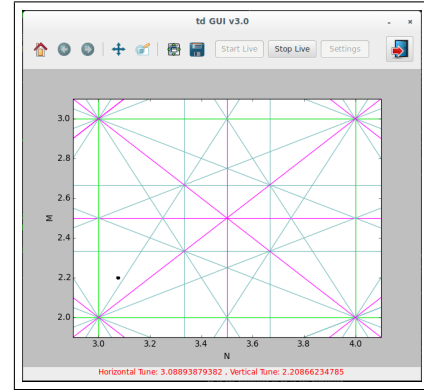 td GUI v3.0
Start Live Stop Live Settings
3.0
2.8
2.6
M
2.4
2.2
2.0
3.0 3.2 3.4 3.6 3.8 4.0
N
Horizontal Tune: 3.08893879382 , Vertical Tune: 2.20866234785